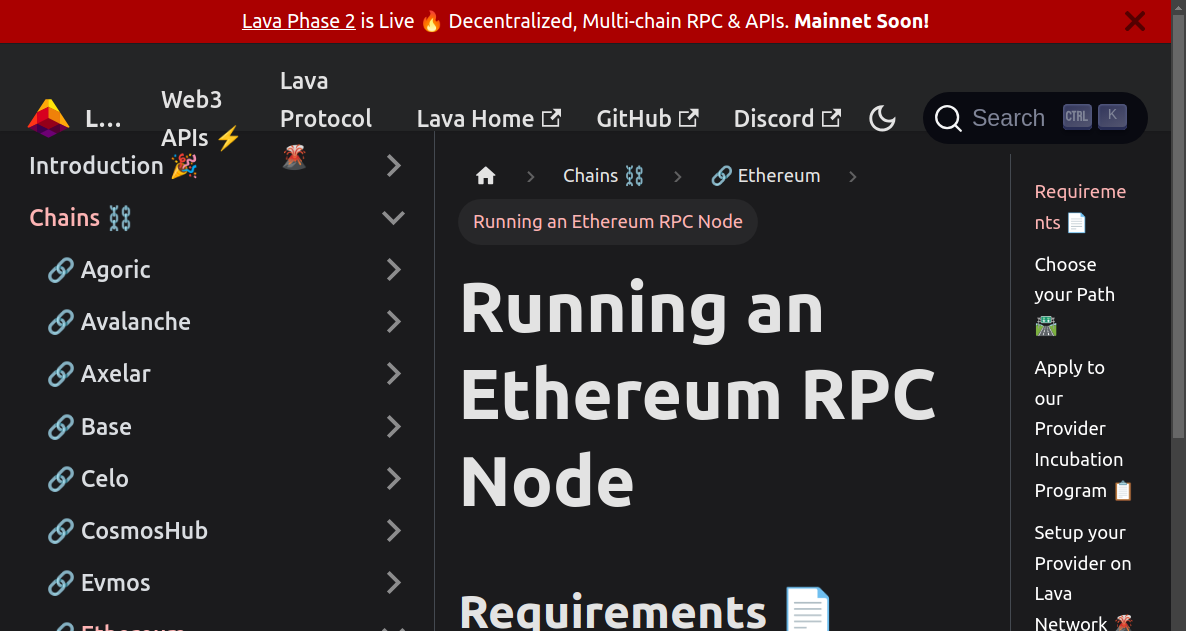 Lava Phase 2 is Live 🔥 Decentralized, Multi-chain RPC & APIs. Mainnet Soon!
L...
Web3
APIs ⚡
Lava
Protocol
🌋
Lava Home
GitHub
Discord
Search
CTRL
K
Introduction 🎉
Chains ⛓️
🔗 Agoric
🔗 Avalanche
🔗 Axelar
🔗 Base
🔗 Celo
🔗 CosmosHub
🔗 Evmos
🔗 Ethereum
Chains ⛓️
🔗 Ethereum
Running an Ethereum RPC Node
Running an
Ethereum RPC
Node
Requirements 📄
Requireme
nts 📄
Choose
your Path
🛣️
Apply to
our
Provider
Incubation
Program 📋
Setup your
Provider on
Lava
Network 🌋